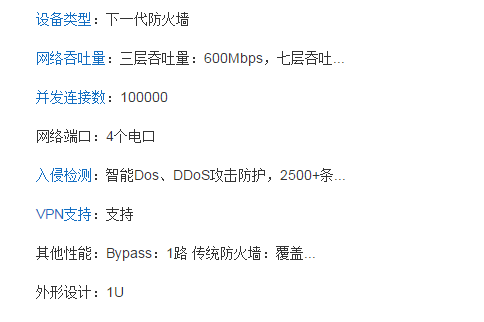 设备类型：下一代防火墙
网络吞吐量：三层吞吐量：600Mbps，七层吞吐...
并发连接数：100000
网络端口：4个电口
入侵检测：智能Dos、DDoS攻击防护，2500+条...
VPN支持：支持
其他性能：Bypass：1路 传统防火墙：覆盖...
外形设计：1U